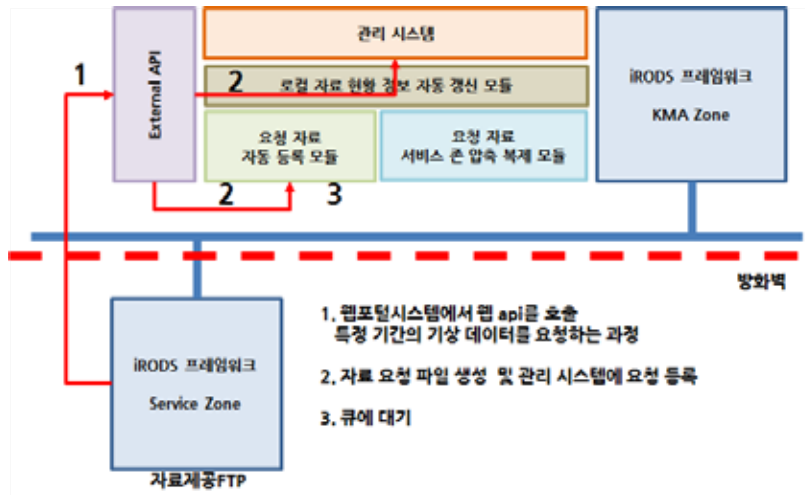 관리 시스템
1
External API
2
로컬 자료 현황 정보 자동 갱신 모듈
iRODS 프레임워크
KMA Zone
요청 자료
자동 등록 모듈
요청 자료
서비스 존 압축 복제 모듈
2
3
방화벽
1. 웹포털시스템에서 웹 api를 호출
특정 기간의 기상 데이터를 요청하는 과정
iRODS 프레임워크
Service Zone
2. 자료 요청 파일 생성 및 관리 시스템에 요청 등록
3. 큐에 대기
자료제공FTP